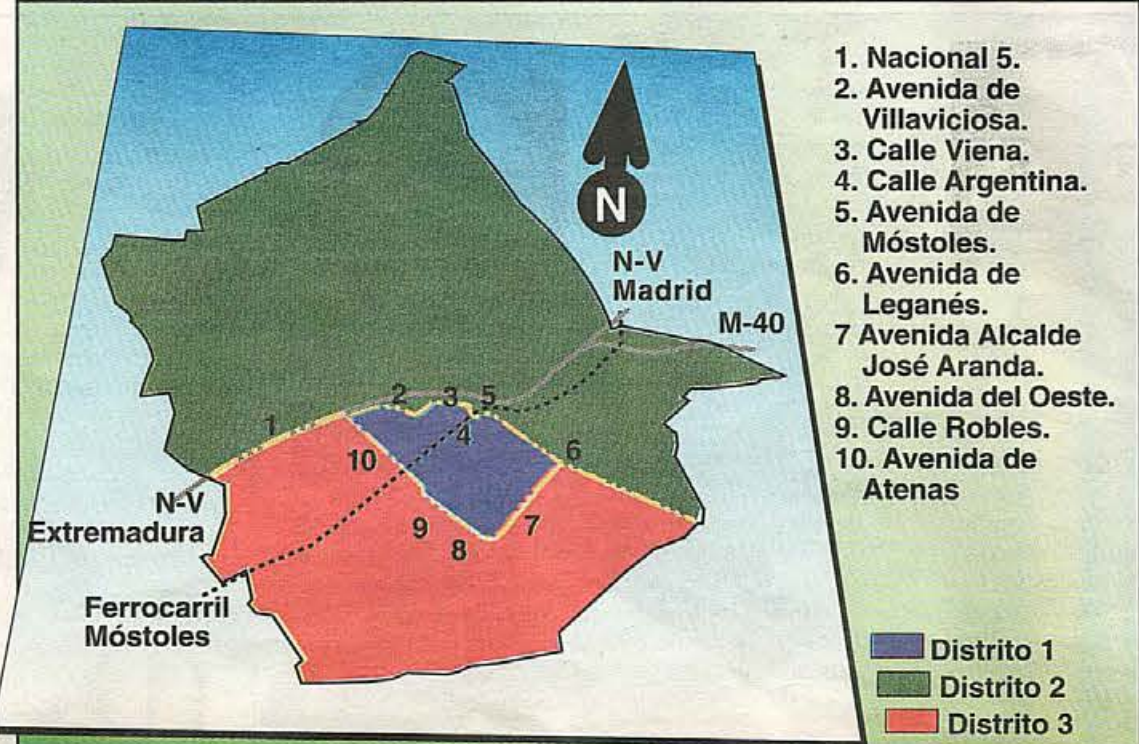 N
N-V
Madrid
M-40
1
2
3
5
4
6
10
9
8
7
N-V
Extremadura
Ferrocarril
Móstoles
1. Nacional 5.
2. Avenida de
Villaviciosa.
3. Calle Viena.
4. Calle Argentina.
5. Avenida de
Móstoles.
6. Avenida de
Leganés.
7 Avenida Alcalde
José Aranda.
8. Avenida del Oeste.
9. Calle Robles.
10. Avenida de
Atenas
Distrito 1
Distrito 2
Distrito 3